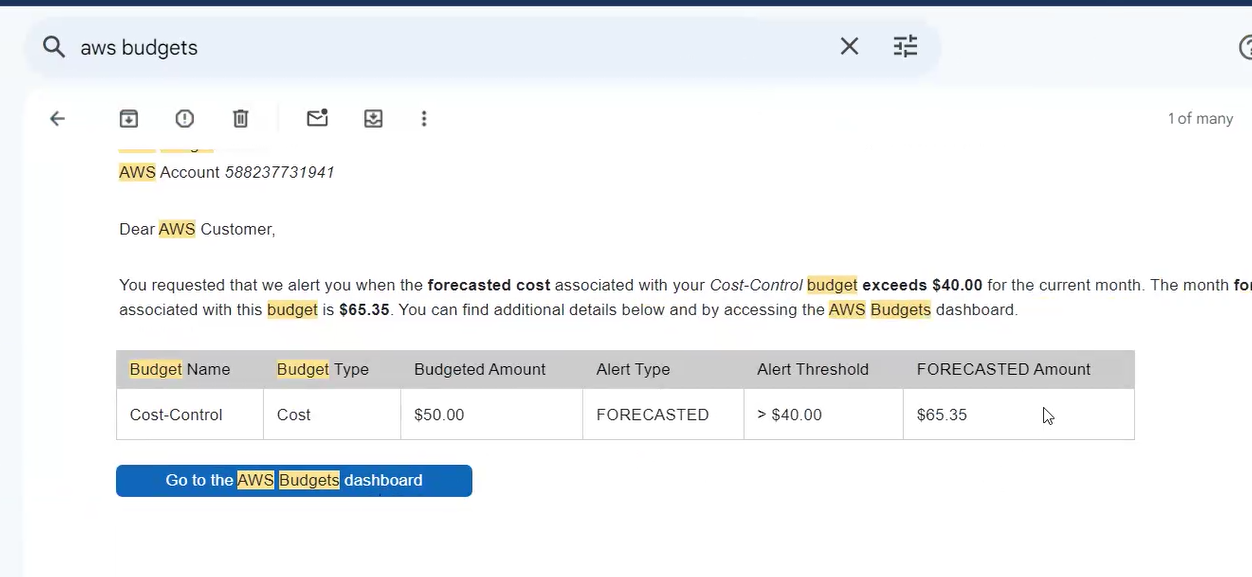 aws budgets
1 of many
AWS Account 588237731941
Dear AWS Customer,
You requested that we alert you when the forecasted cost associated with your Cost-Control budget exceeds $40.00 for the current month. The month
associated with this budget is $65.35. You can find additional details below and by accessing the AWS Budgets dashboard.
Budget Name Budget Type Budgeted Amount Alert Type Alert Threshold FORECASTED Amount
Cost-Control Cost $50.00 FORECASTED > $40.00 $65.35
Go to the AWS Budgets dashboard